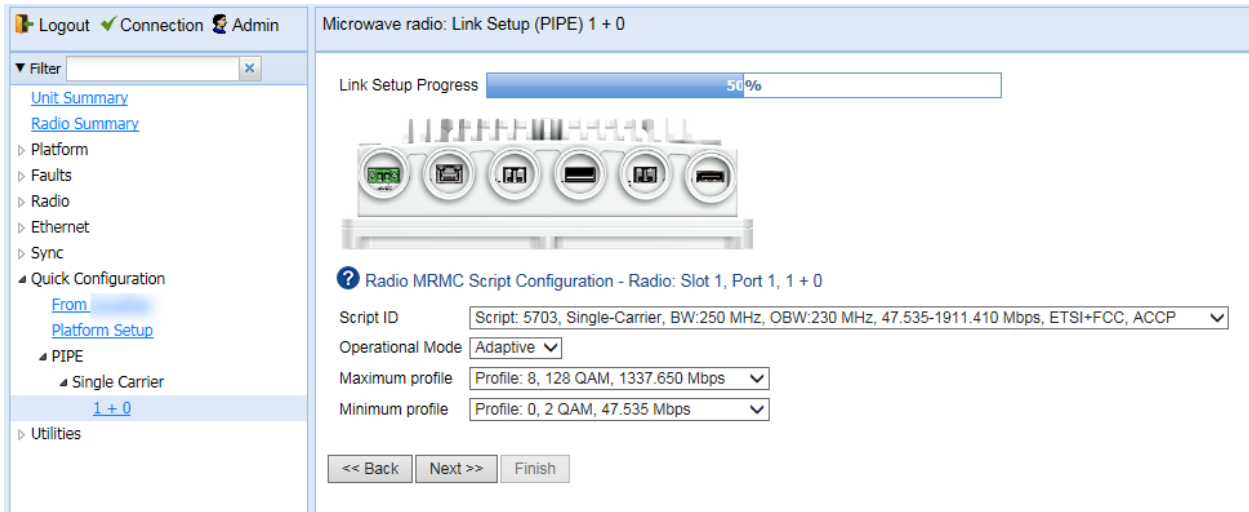 Logout Connection Admin
Filter
Unit Summary
Radio Summary
Platform
Faults
Radio
Ethernet
Sync
Quick Configuration
From
Platform Setup
PIPE
Single Carrier
1 + 0
Utilities
Microwave radio: Link Setup (PIPE) 1 + 0
Link Setup Progress 50%
Radio MRMC Script Configuration - Radio: Slot 1, Port 1, 1 + 0
Script ID Script: 5703, Single-Carrier, BW:250 MHz, OBW:230 MHz, 47.535-1911.410 Mbps, ETSI+FCC, ACCP
Operational Mode Adaptive
Maximum profile Profile: 8, 128 QAM, 1337.650 Mbps
Minimum profile Profile: 0, 2 QAM, 47.535 Mbps
<< Back Next >> Finish